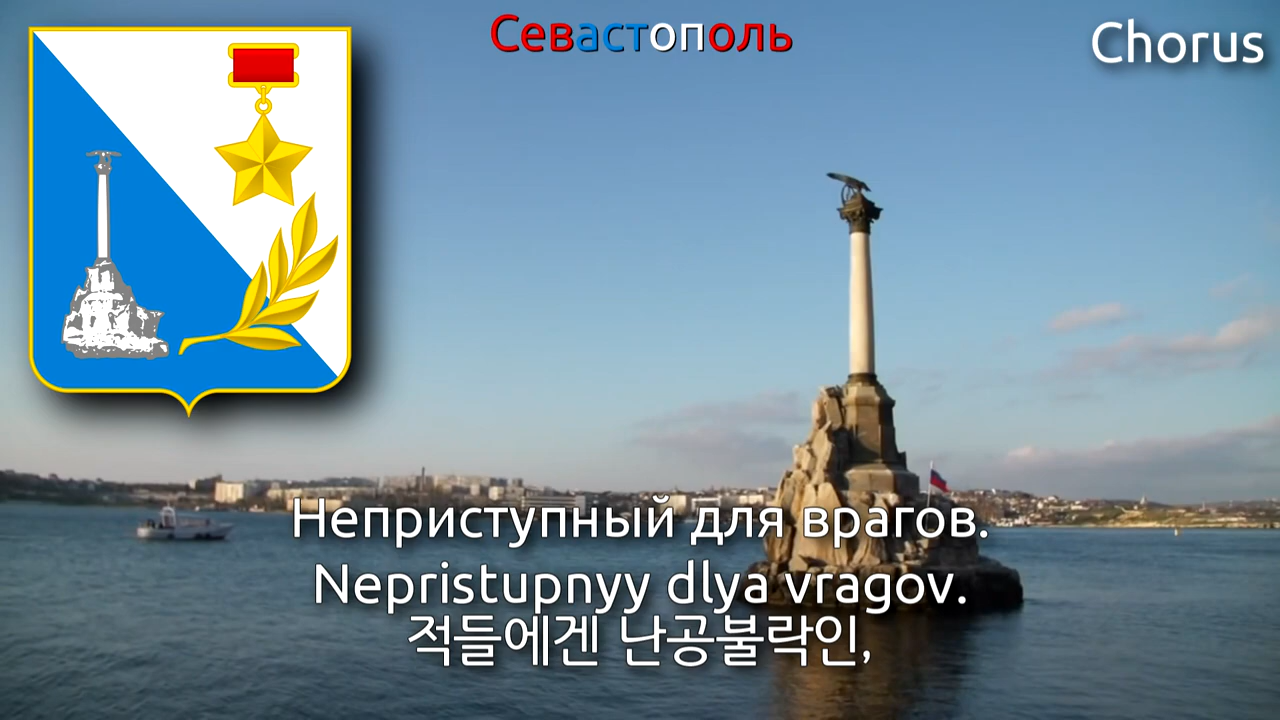 Севастополь
Chorus
Неприступный для врагов.
Nepristupnyy dlya vragov.
적들에겐 난공불락인,